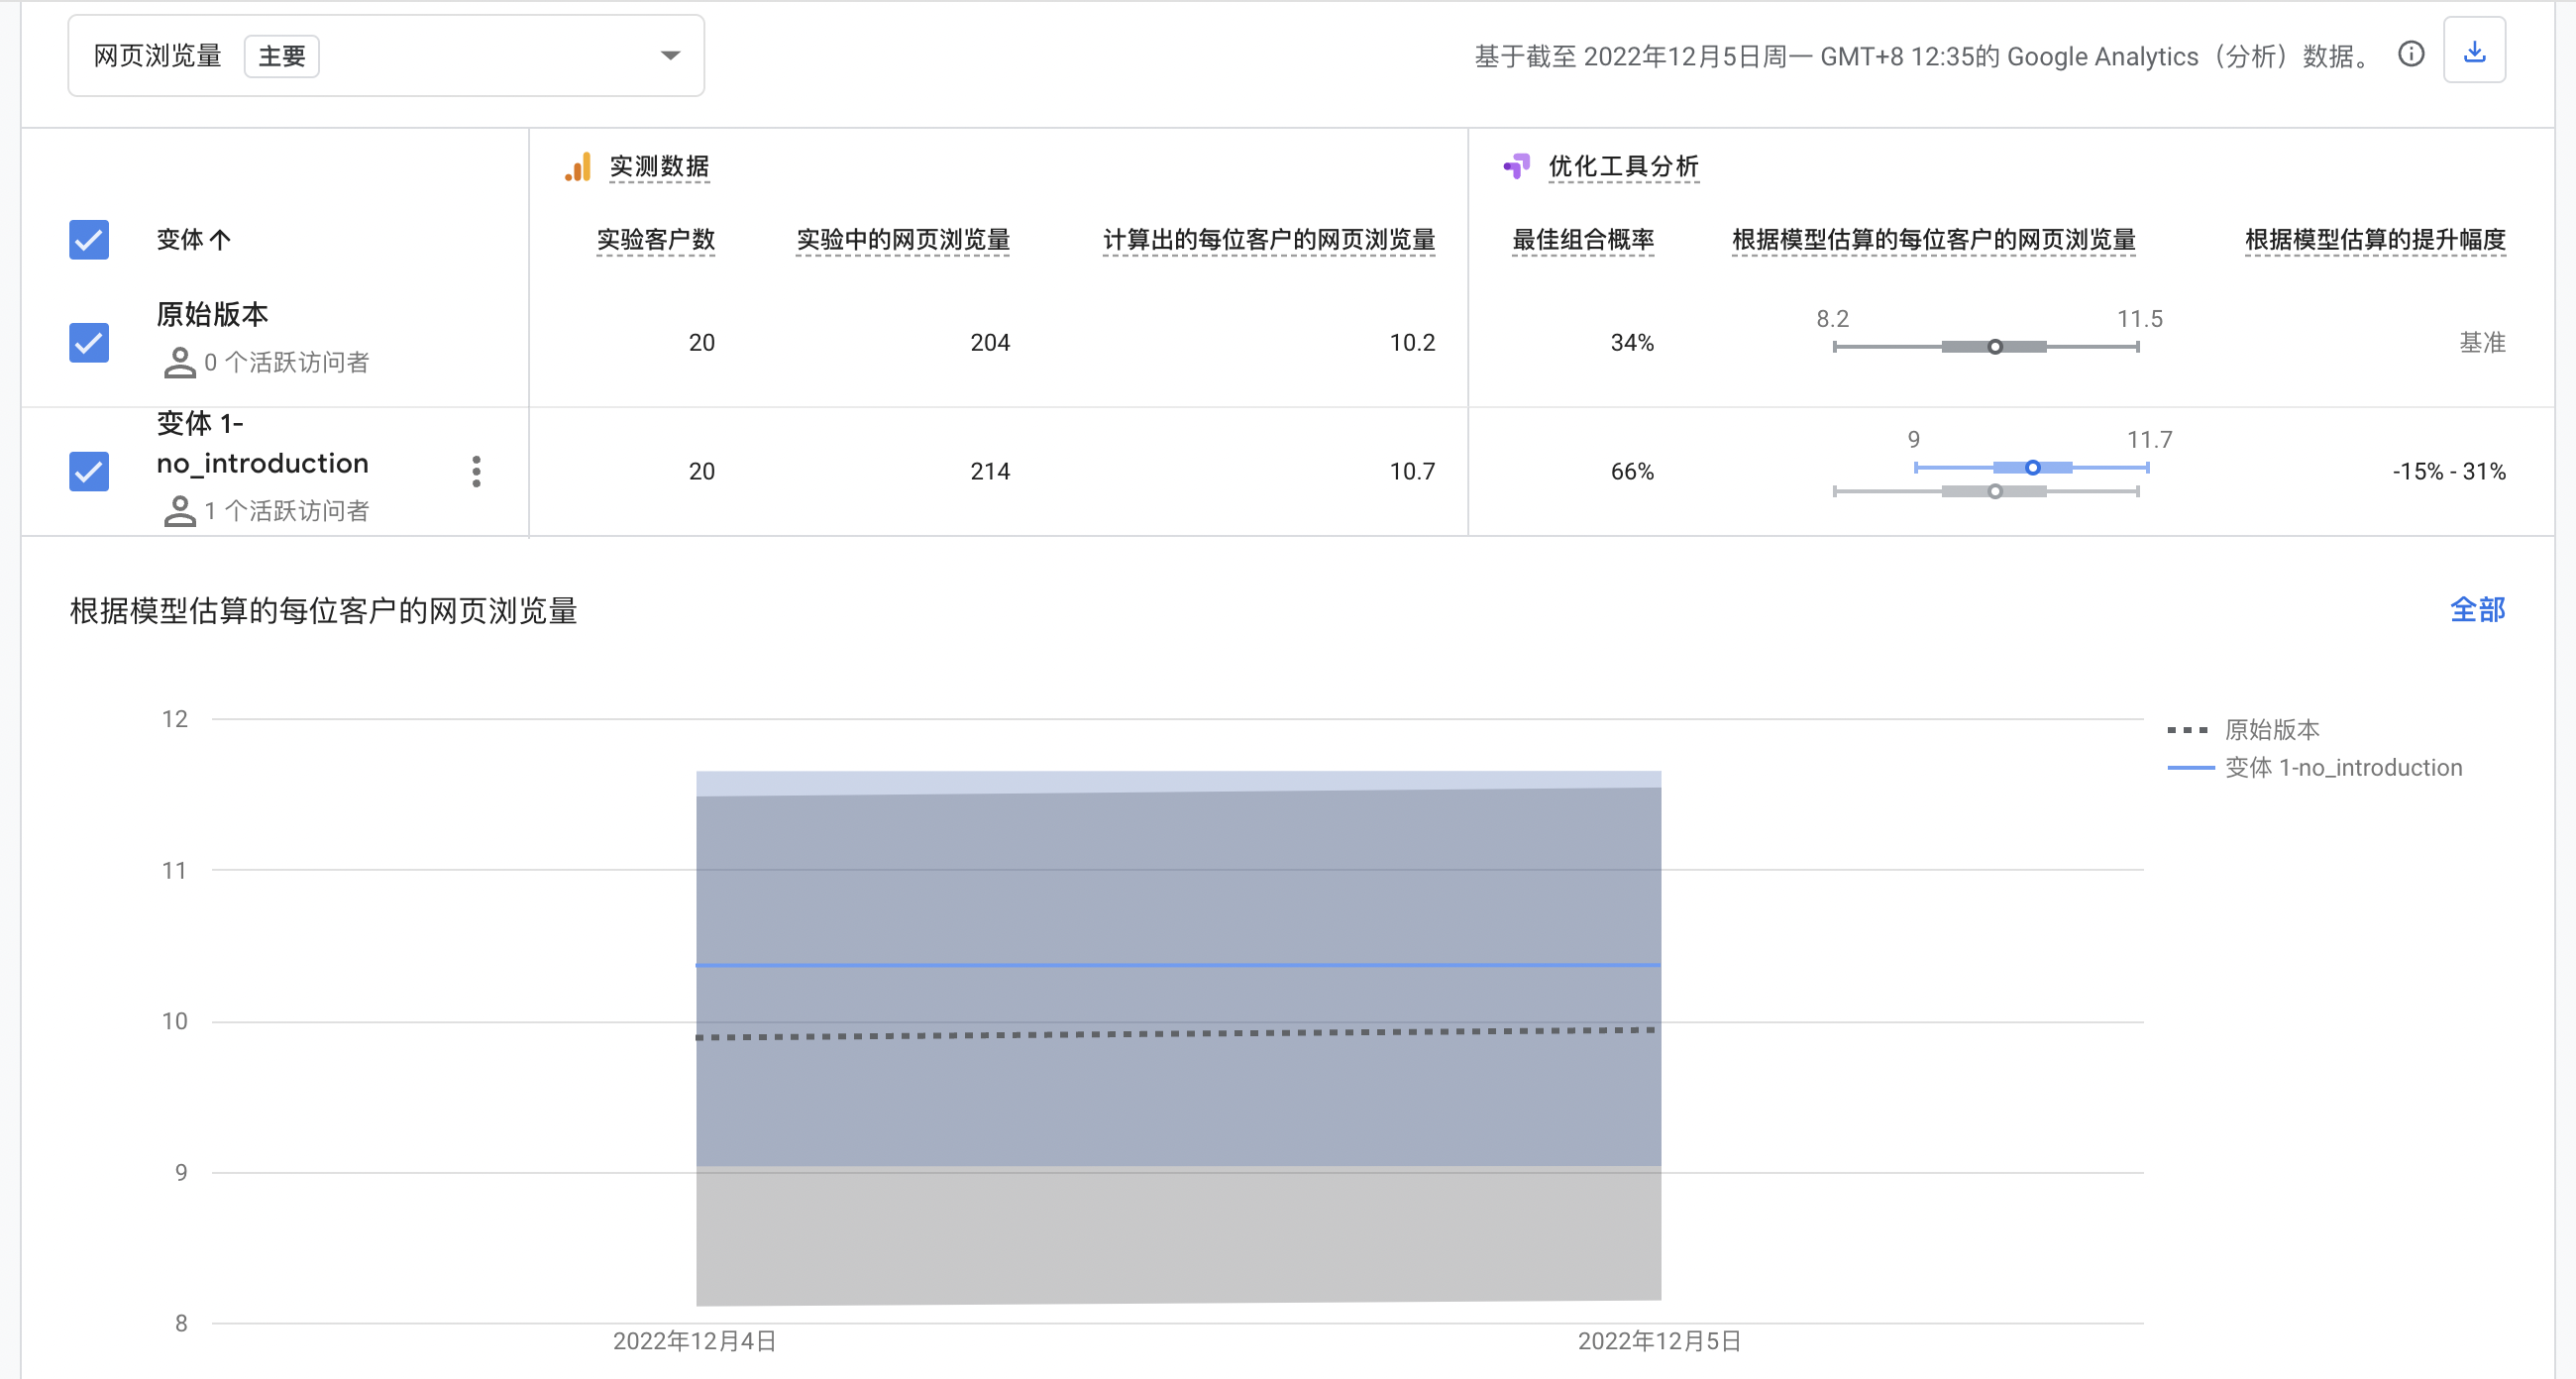 网页浏览量 主要
基于截至 2022年12月5日周一 GMT+8 12:35的 Google Analytics（分析）数据。
实测数据
优化工具分析
变体
实验客户数
实验中的网页浏览量
计算出的每位客户的网页浏览量
最佳组合概率
根据模型估算的每位客户的网页浏览量
根据模型估算的提升幅度
原始版本
0 个活跃访问者
20
204
10.2
34%
8.2
11.5
基准
变体 1-
no_introduction
1 个活跃访问者
20
214
10.7
66%
9
11.7
-15% - 31%
根据模型估算的每位客户的网页浏览量
全部
12
11
10
9
8
2022年12月4日
2022年12月5日
原始版本
变体 1-no_introduction